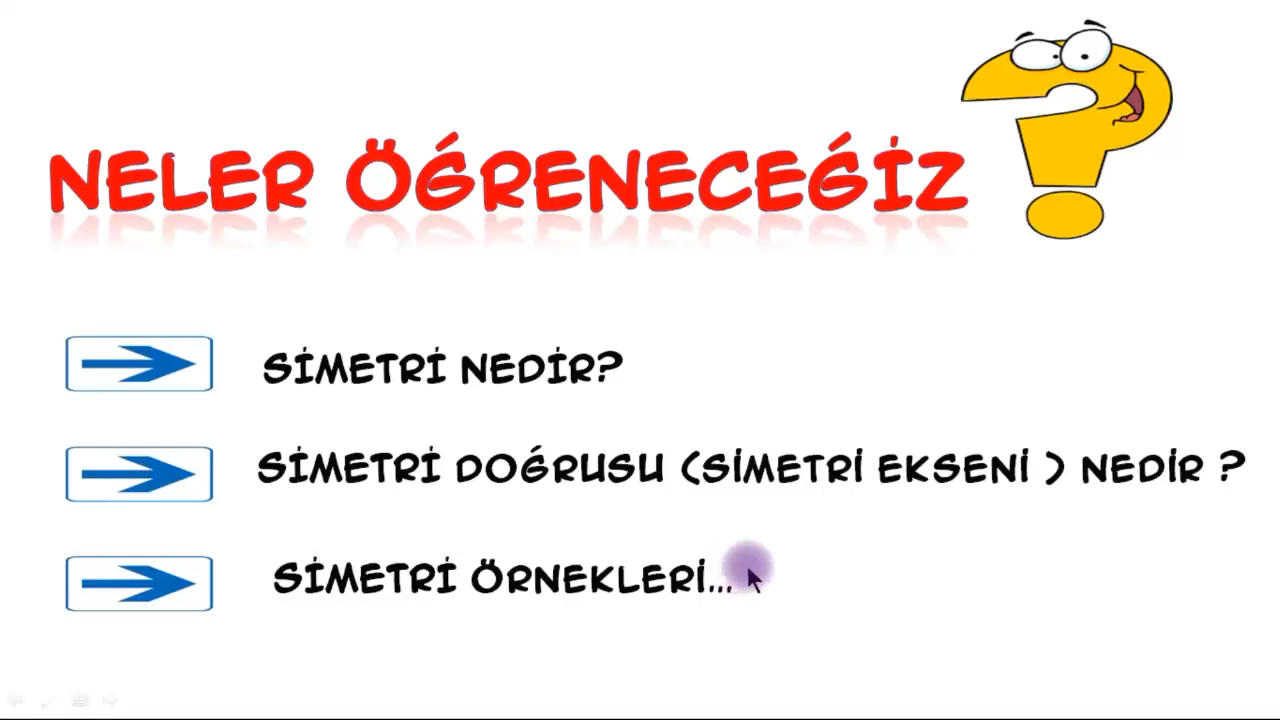 NELER ÖĞRENECEĞİZ
SİMETRİ NEDİR?
SİMETRİ DOĞRUSU (SİMETRİ EKSENİ ) NEDİR ?
SİMETRİ ÖRNEKLERİ...